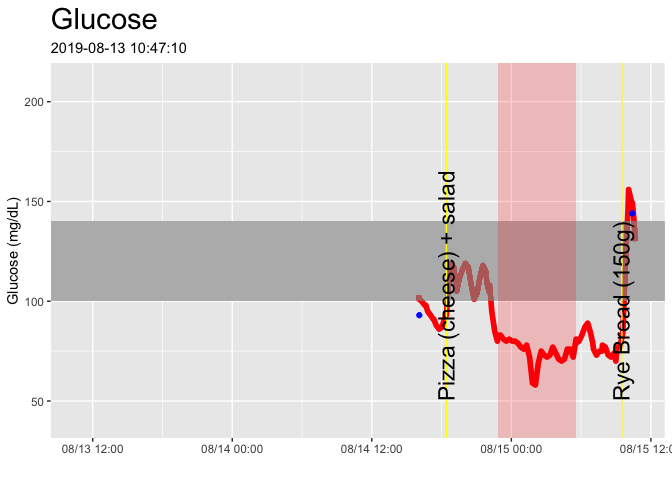 Glucose
2019-08-13 10:47:10
Glucose (mg/dL)
200
150
100
50
Pizza (cheese) + salad
Rye Bread (150g)
08/13 12:00
08/14 00:00
08/14 12:00
08/15 00:00
08/15 12:0